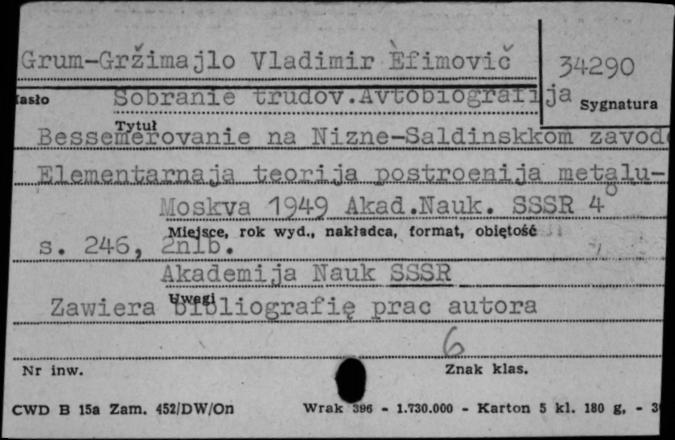 Grum-Gržimajlo Vladimir Èfimovič
34290
asło
Sobranie trudov.Avtobiografija
Sygnatura
Tytuł
Bessemerovanie na Nizne-Saldinskkom zavode
Elementarnaja teorija postroenija metalu-
Moskva 1949 Akad.Nauk. SSSR 4°
Miejsce, rok wyd., nakładca, format, objętość
s. 246, 2nlb.
Akademija Nauk SSSR
Uwagi
Zawiera bibliografię prac autora
6
Nr inw.
Znak klas.
CWD B 15a Zam. 452/DW/On
Wrak 396 - 1.730.000 - Karton 5 kl. 180 g, - 3